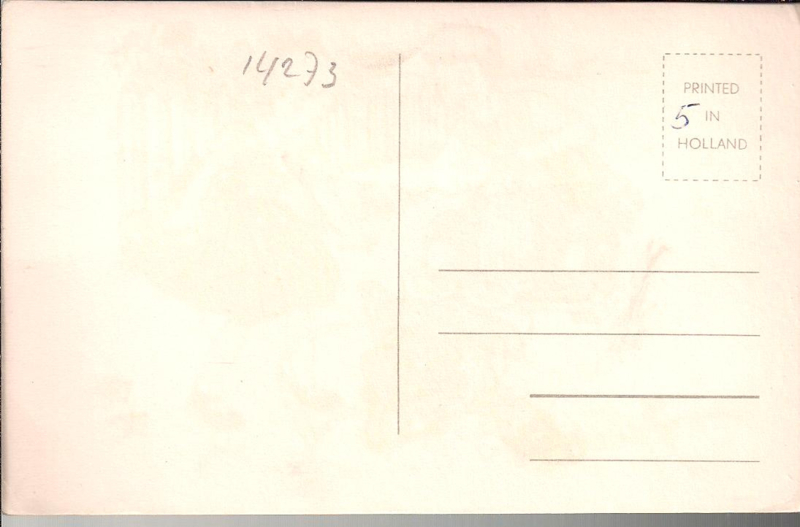 14273
PRINTED
5 IN
HOLLAND